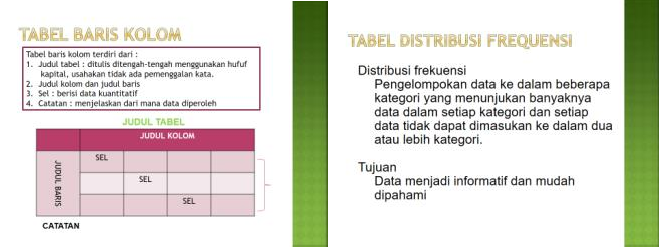 TABEL BARIS KOLOM
Tabel baris kolom terdiri dari :
1. Judul tabel : ditulis ditengah-tengah menggunakan hufuf
kapital, usahakan tidak ada pemenggalan kata.
2. Judul kolom dan judul baris
3. Sel : berisi data kuantitatif
4. Catatan : menjelaskan dari mana data diperoleh
JUDUL TABEL
JUDUL KOLOM
JUDUL BARIS
SEL
SEL
SEL
CATATAN
TABEL DISTRIBUSI FREQUENSI
Distribusi frekuensi
Pengelompokan data ke dalam beberapa
kategori yang menunjukan banyaknya
data dalam setiap kategori dan setiap
data tidak dapat dimasukan ke dalam dua
atau lebih kategori.
Tujuan
Data menjadi informatif dan mudah
dipahami